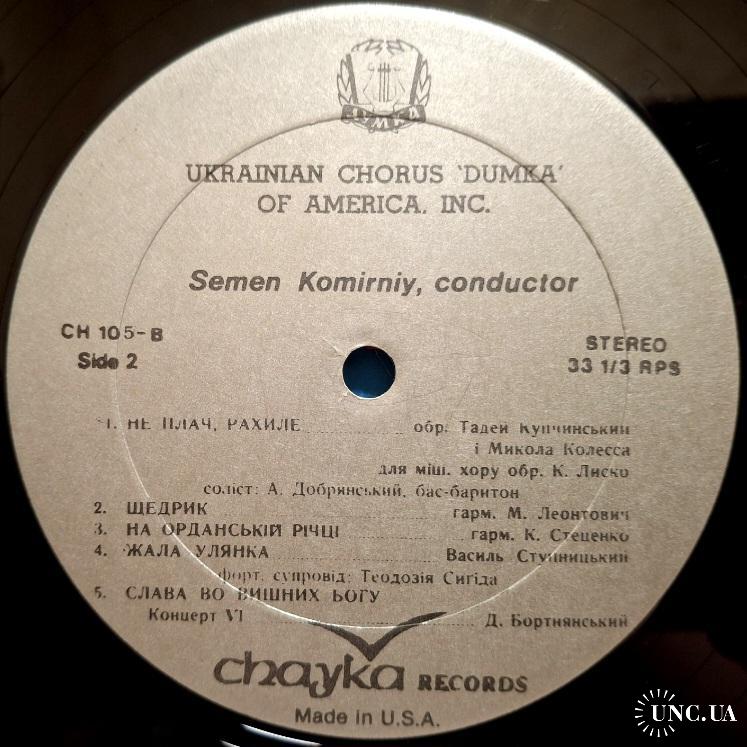 ДУМКА
UKRAINIAN CHORUS 'DUMKA'
OF AMERICA, INC.
Semen Komirniy, conductor
CH 105-B
Side 2
STEREO
33 1/3 RPS
1. НЕ ПЛАЧ, РАХИЛЕ обр. Тадей Купчинський
і Микола Колесса
для міш. хору обр. К. Лиско
соліст: А. Добрянський, бас-баритон
2. ЩЕДРИК гарм. М. Леонтович
3. НА ОРДАНСЬКІЙ РІЧЦІ гарм. К. Стеценко
4. ЖАЛА УЛЯНКА Василь Ступницький
форт. супровід: Теодозія Сигіда
5. СЛАВА ВО ВИШНИХ БОГУ
Концерт VI Д. Бортнянський
chayka RECORDS
Made in U.S.A.
UNC.UA